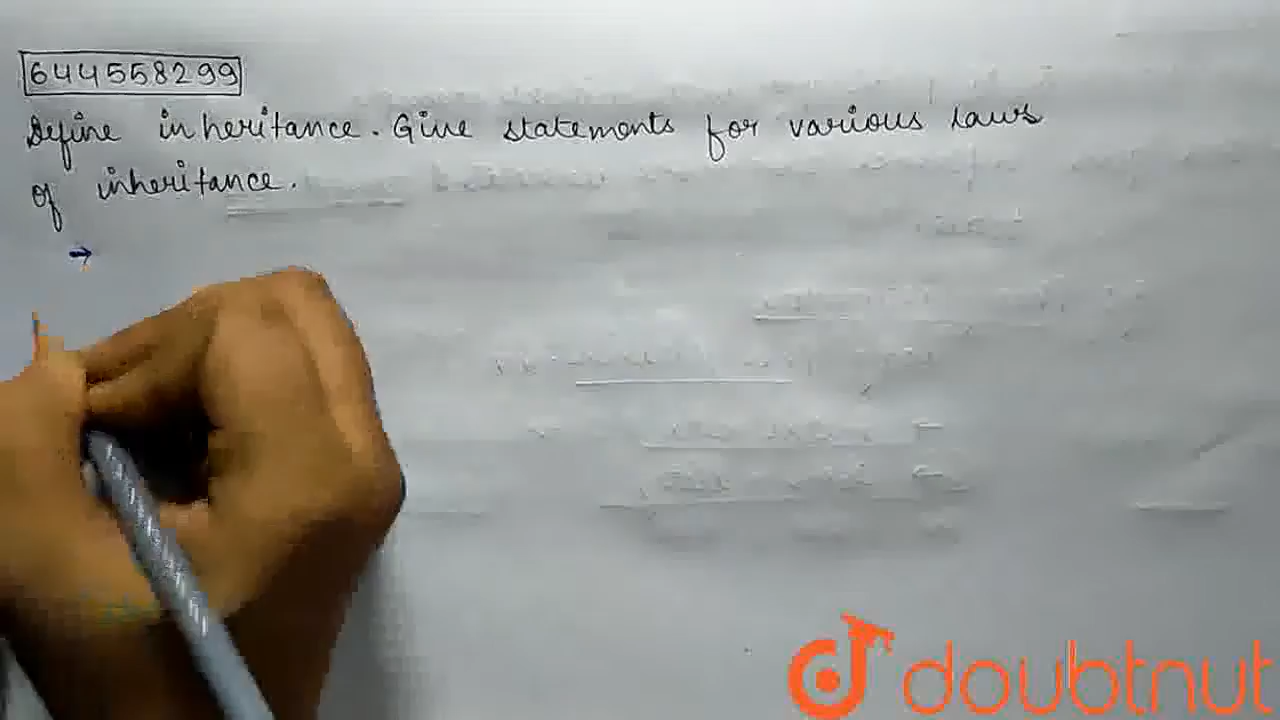 644558299
Define inheritance. Give statements for various laws
of inheritance.
→
doubtnut